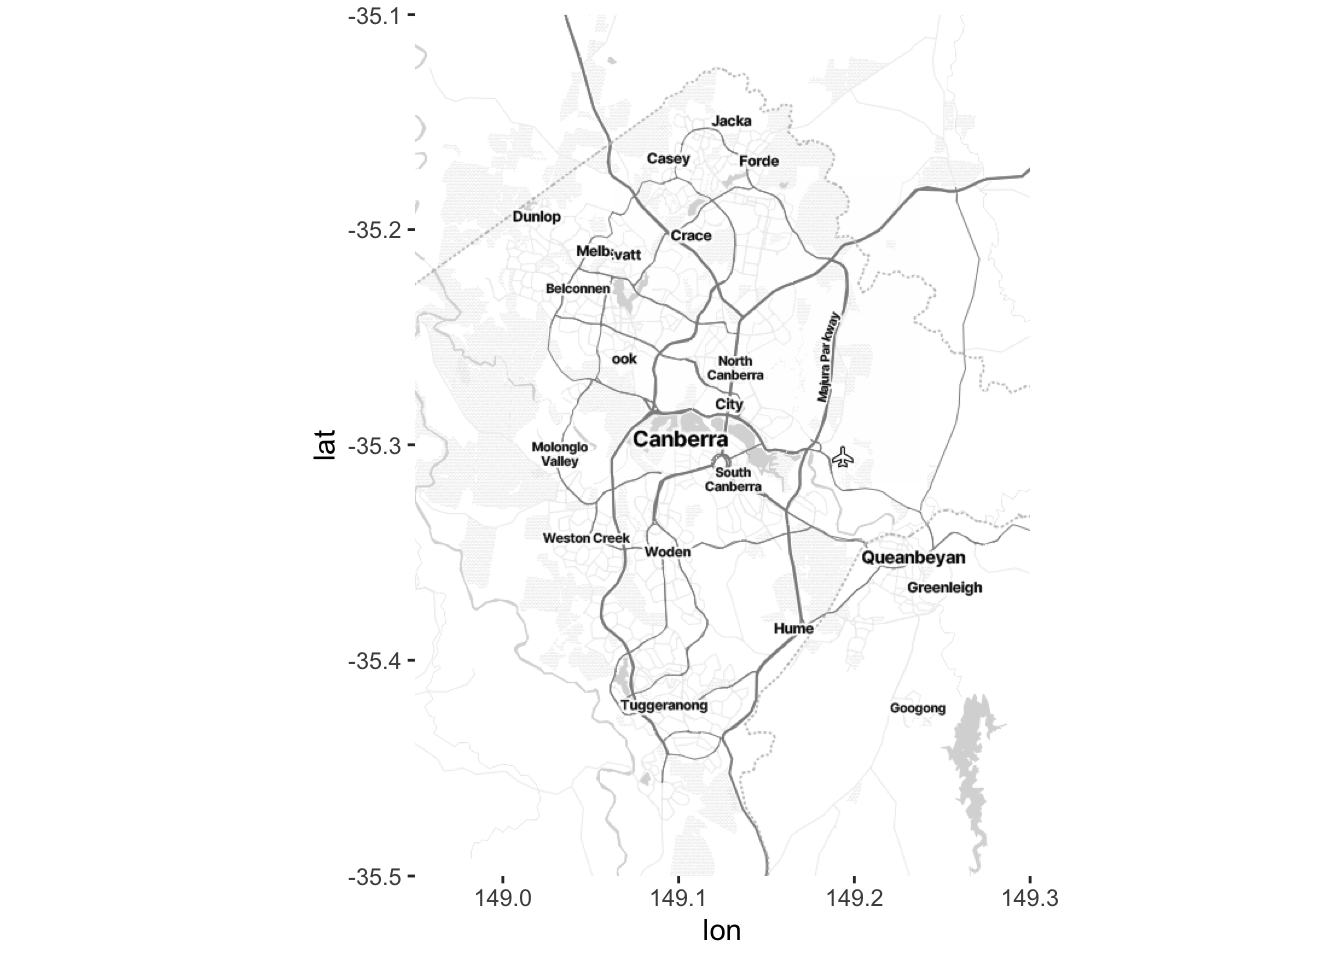 -35.1
Jacka
Casey
Forde
Dunlop
-35.2
Crace
Melb vatt
Belconnen
ook
North
Canberra
Majura Parkway
City
Canberra
-35.3
lat
Molonglo
Valley
South
Canberra
Weston Creek
Woden
Queanbeyan
Greenleigh
Hume
-35.4
Tuggeranong
Googong
-35.5
149.0
149.1
149.2
149.3
lon